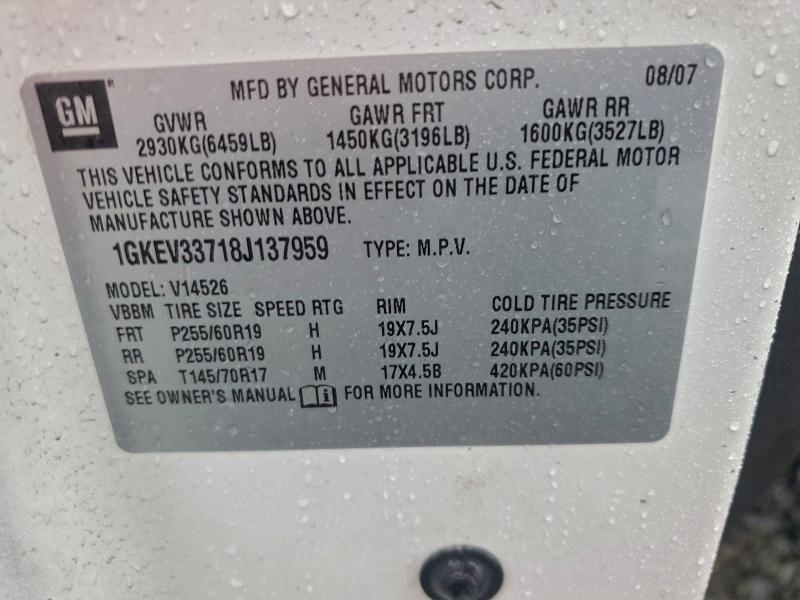 GM MFD BY GENERAL MOTORS CORP. 08/07
GVWR GAWR FRT GAWR RR
2930KG(6459LB) 1450KG(3196LB) 1600KG(3527LB)
THIS VEHICLE CONFORMS TO ALL APPLICABLE U.S. FEDERAL MOTOR
VEHICLE SAFETY STANDARDS IN EFFECT ON THE DATE OF
MANUFACTURE SHOWN ABOVE.
1GKEV33718J137959 TYPE: M.P.V.
MODEL: V14526
VBBM TIRE SIZE SPEED RTG RIM COLD TIRE PRESSURE
FRT P255/60R19 H 19X7.5J 240KPA(35PSI)
RR P255/60R19 H 19X7.5J 240KPA(35PSI)
SPA T145/70R17 M 17X4.5B 420KPA(60PSI)
SEE OWNER'S MANUAL i FOR MORE INFORMATION.